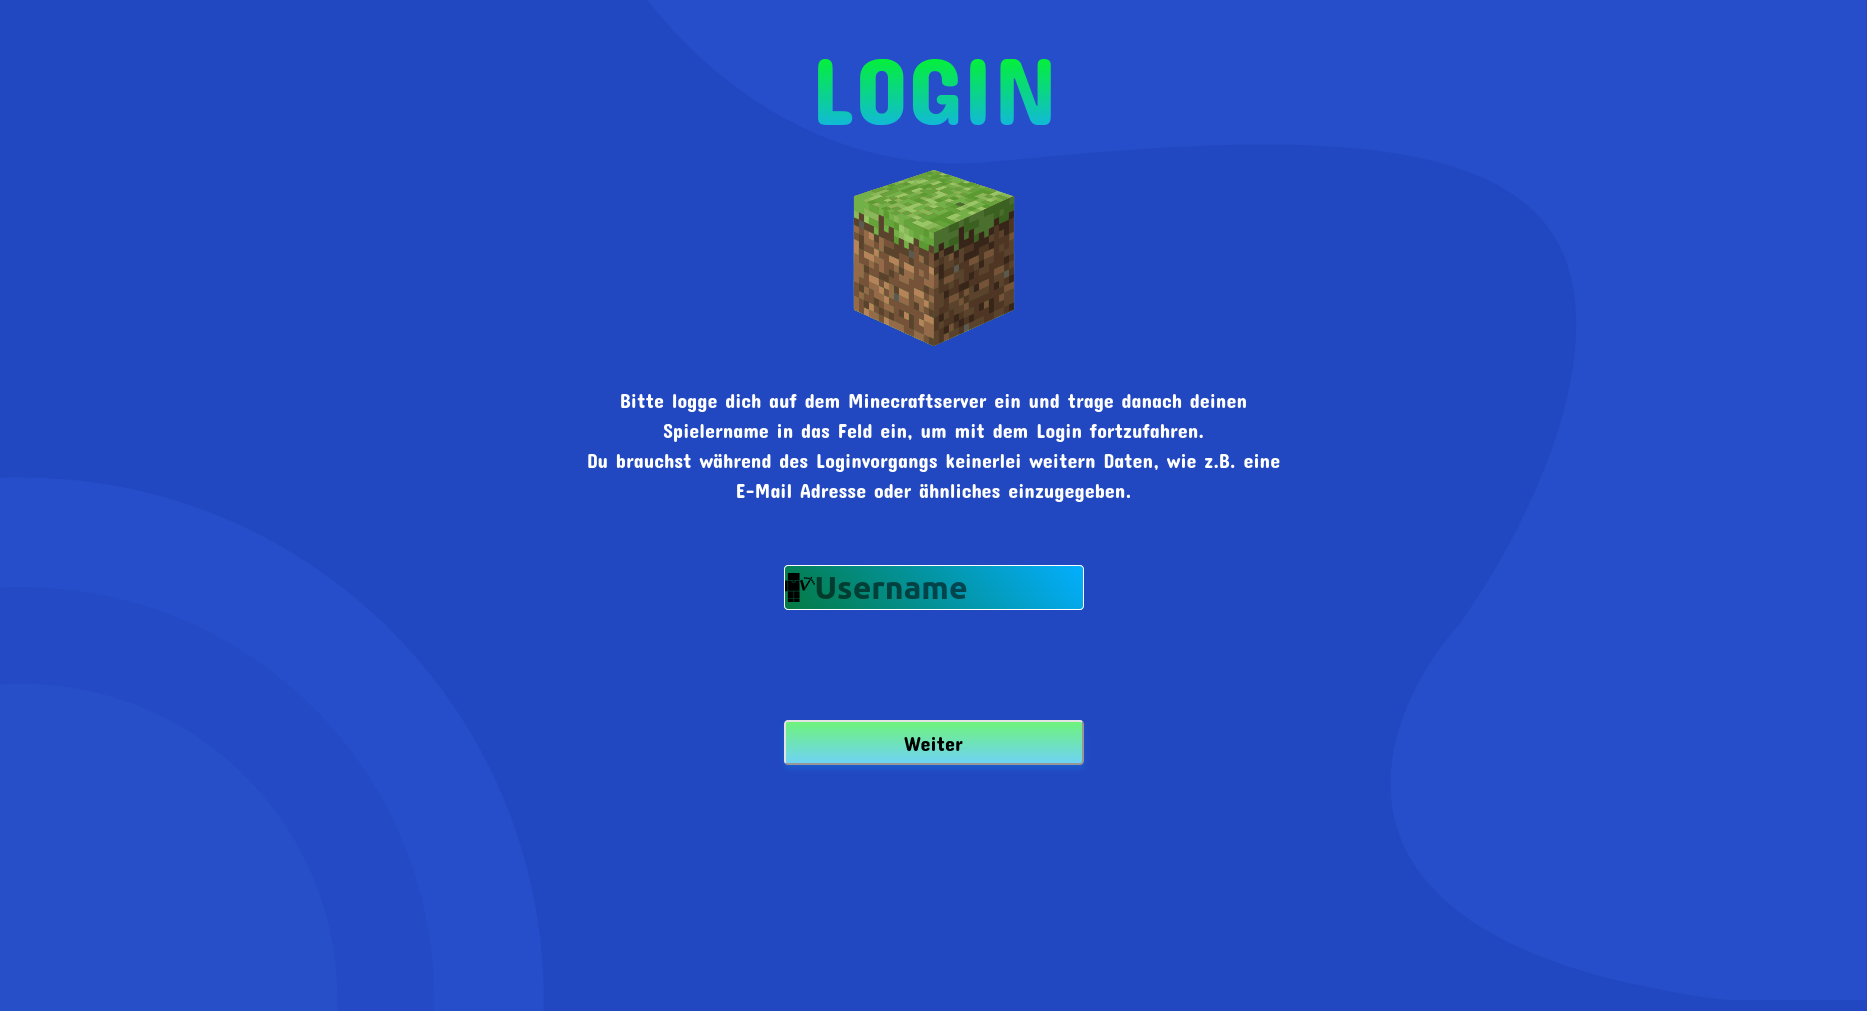 LOGIN
Bitte logge dich auf dem Minecraftserver ein und trage danach deinen
Spielername in das Feld ein, um mit dem Login fortzufahren.
Du brauchst während des Loginvorgangs keinerlei weitern Daten, wie z.B. eine
E-Mail Adresse oder ähnliches einzugegeben.
Username
Weiter